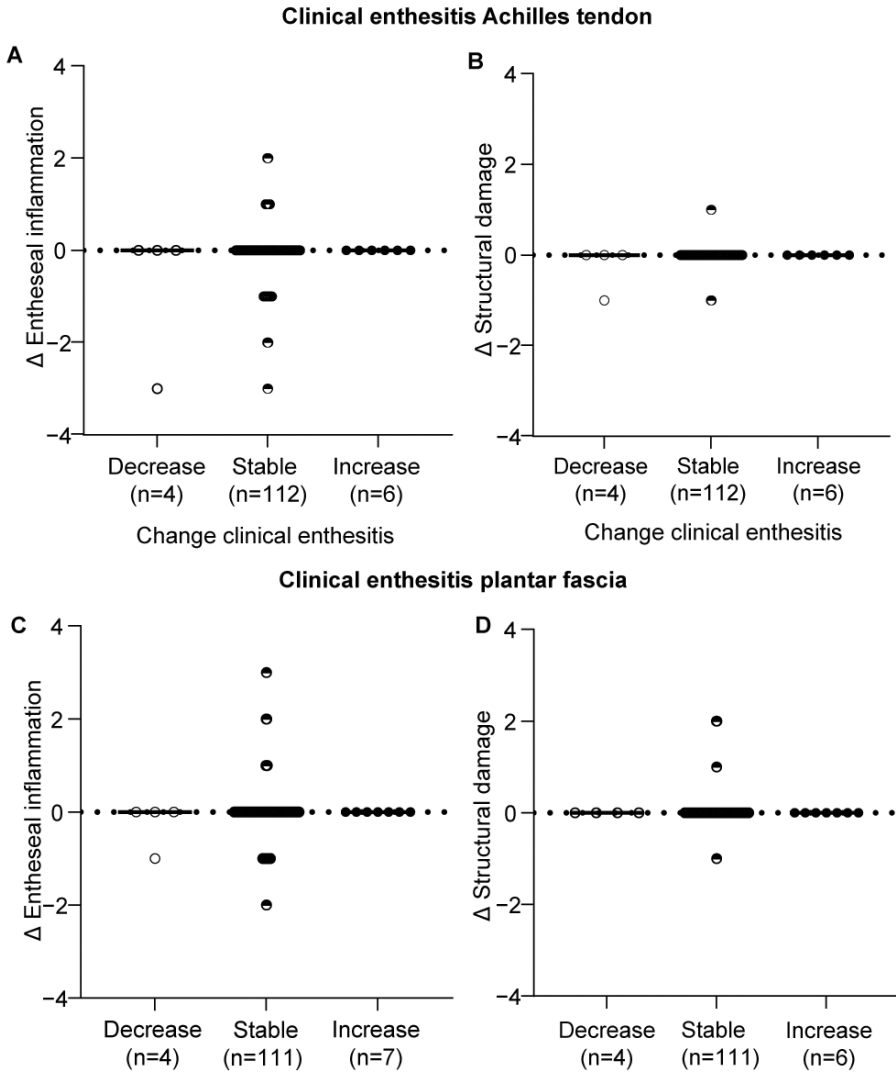 Clinical enthesitis Achilles tendon
A
Δ Entheseal inflammation
4
2
0
−2
−4
Decrease Stable Increase
(n=4) (n=112) (n=6)
Change clinical enthesitis
B
Δ Structural damage
4
2
0
−2
−4
Decrease Stable Increase
(n=4) (n=112) (n=6)
Change clinical enthesitis
Clinical enthesitis plantar fascia
C
Δ Entheseal inflammation
4
2
0
−2
−4
Decrease Stable Increase
(n=4) (n=111) (n=7)
D
Δ Structural damage
4
2
0
−2
−4
Decrease Stable Increase
(n=4) (n=111) (n=6)